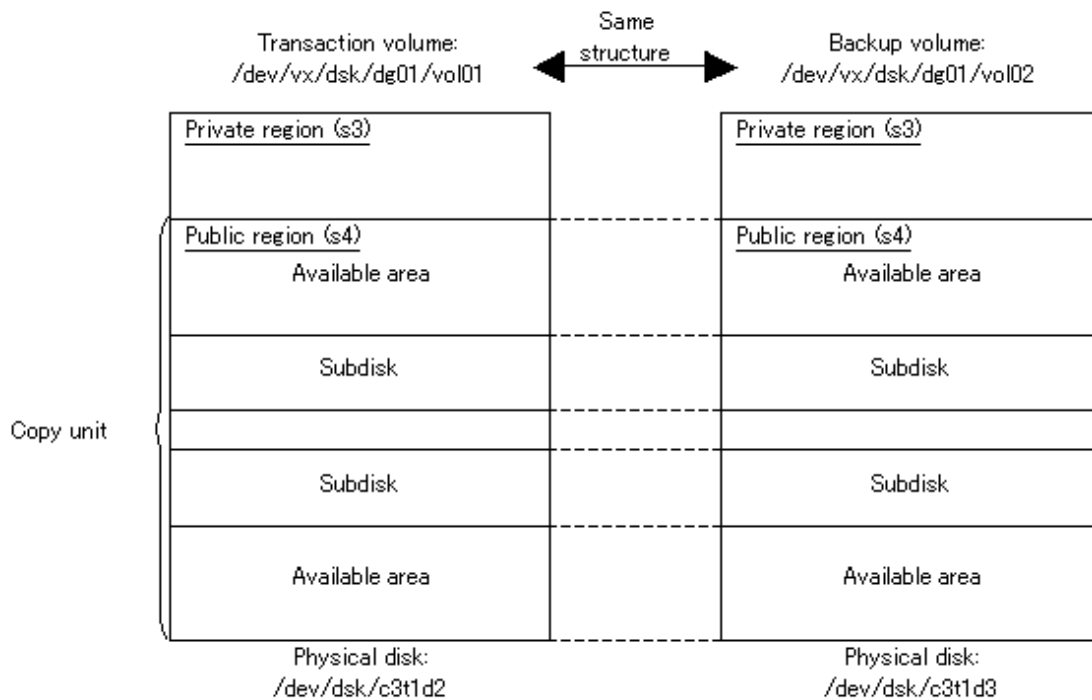 Transaction volume:
/dev/vx/dsk/dg01/vol01
Same
structure
Backup volume:
/dev/vx/dsk/dg01/vol02
Private region (s3)
Private region (s3)
Public region (s4)
Available area
Public region (s4)
Available area
Subdisk
Subdisk
Copy unit
Subdisk
Subdisk
Available area
Available area
Physical disk:
/dev/dsk/c3t1d2
Physical disk:
/dev/dsk/c3t1d3